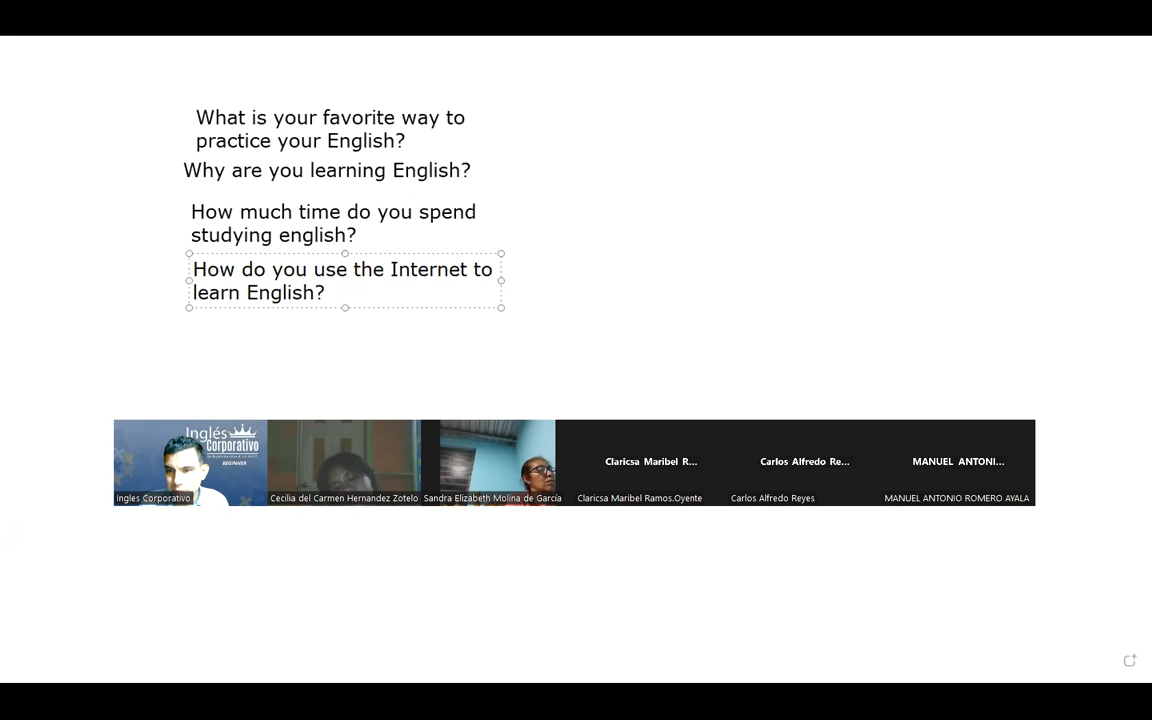 What is your favorite way to
practice your English?
Why are you learning English?
How much time do you spend
studying english?
How do you use the Internet to
learn English?
Inglés
Corporativo
BEGINNER
Ingles Corporativo
Cecilia del Carmen Hernandez Zotelo
Sandra Elizabeth Molina de García
Claricsa Maribel R...
Claricsa Maribel Ramos.Oyente
Carlos Alfredo Re...
Carlos Alfredo Reyes
MANUEL ANTONI...
MANUEL ANTONIO ROMERO AYALA